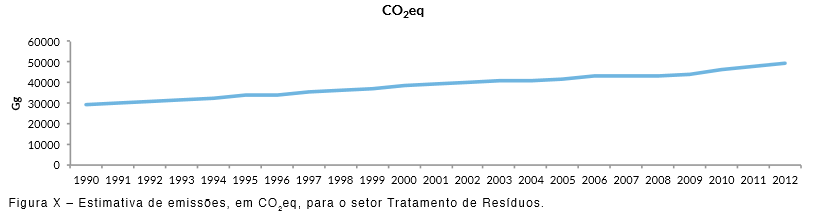 CO₂eq
60000
50000
40000
30000
20000
10000
0
Gg
1990 1991 1992 1993 1994 1995 1996 1997 1998 1999 2000 2001 2002 2003 2004 2005 2006 2007 2008 2009 2010 2011 2012
Figura X – Estimativa de emissões, em CO₂eq, para o setor Tratamento de Resíduos.